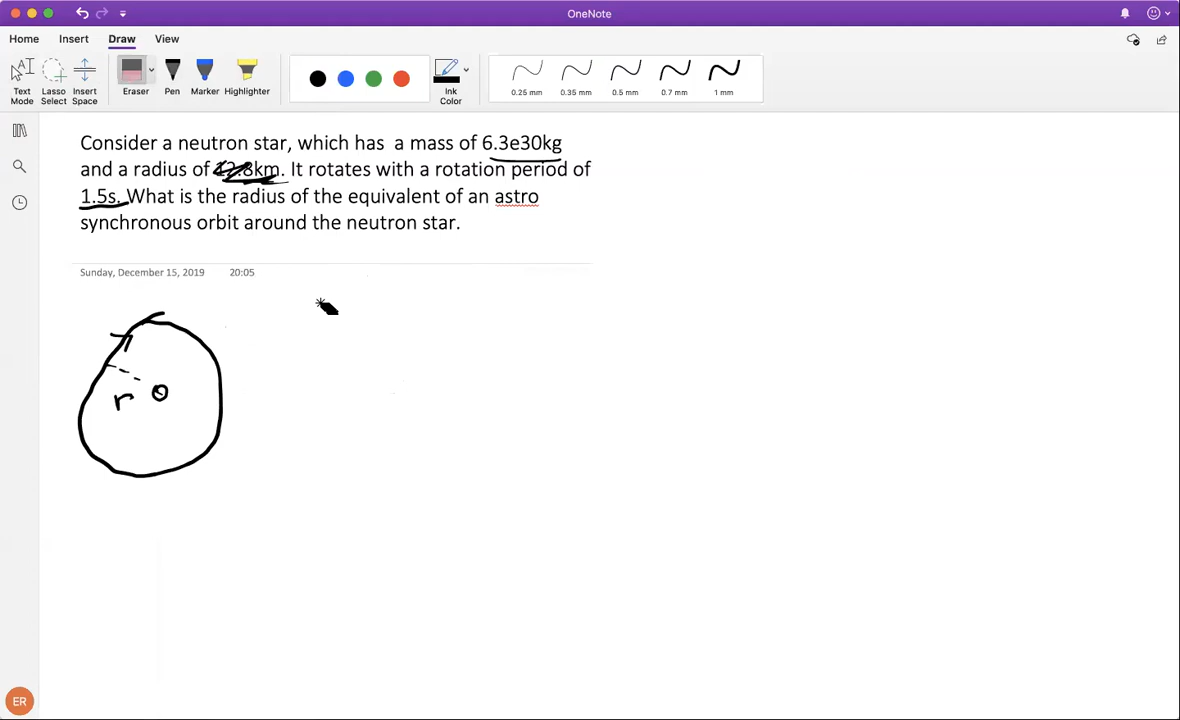 OneNote
Home Insert Draw View
Text Mode
Lasso Select
Insert Space
Eraser
Pen
Marker
Highlighter
Ink Color
0.25 mm
0.35 mm
0.5 mm
0.7 mm
1 mm
Consider a neutron star, which has a mass of 6.3e30kg
and a radius of 12.8km. It rotates with a rotation period of
1.5s. What is the radius of the equivalent of an astro
synchronous orbit around the neutron star.
Sunday, December 15, 2019 20:05
r
ER